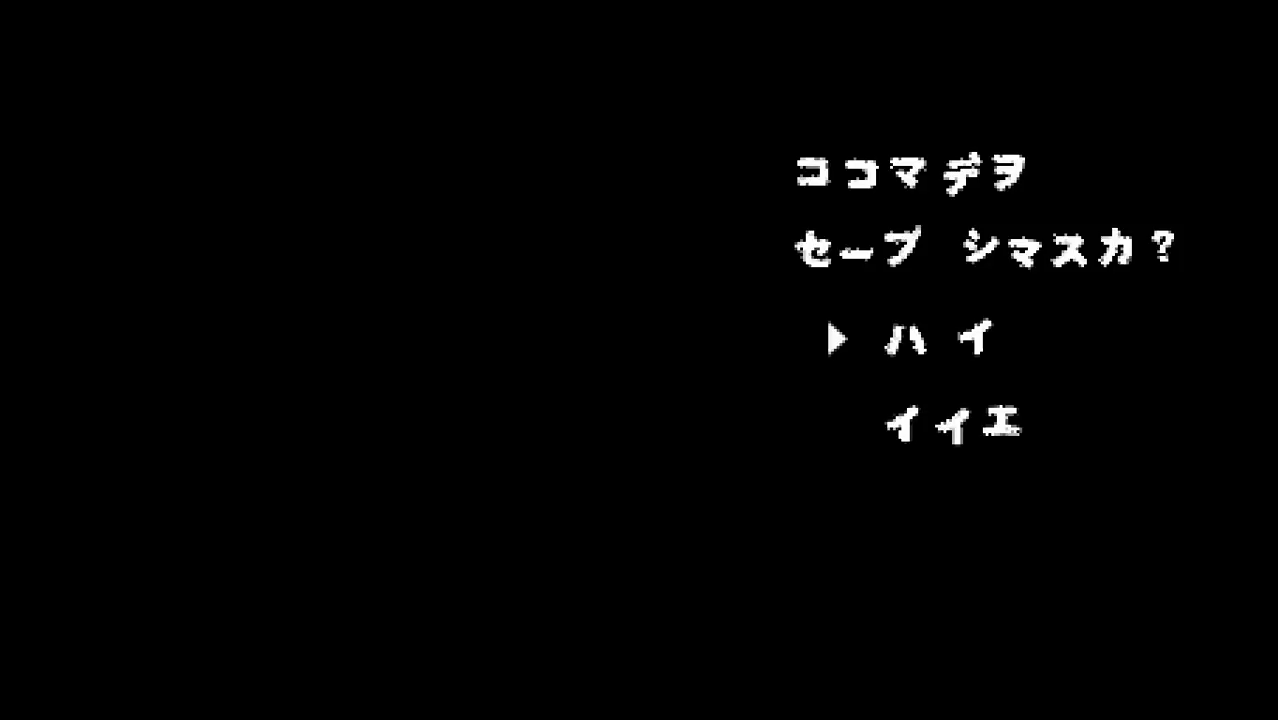 ココマデヲ
セーブ シマスカ?
▶ ハイ
イイエ